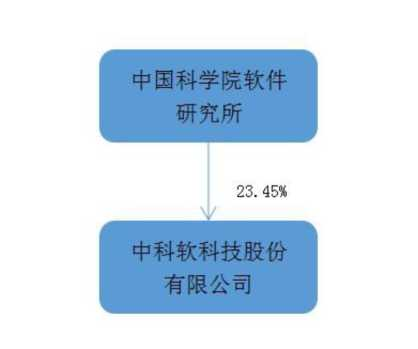 中国科学院软件
研究所
23.45%
中科软科技股份
有限公司